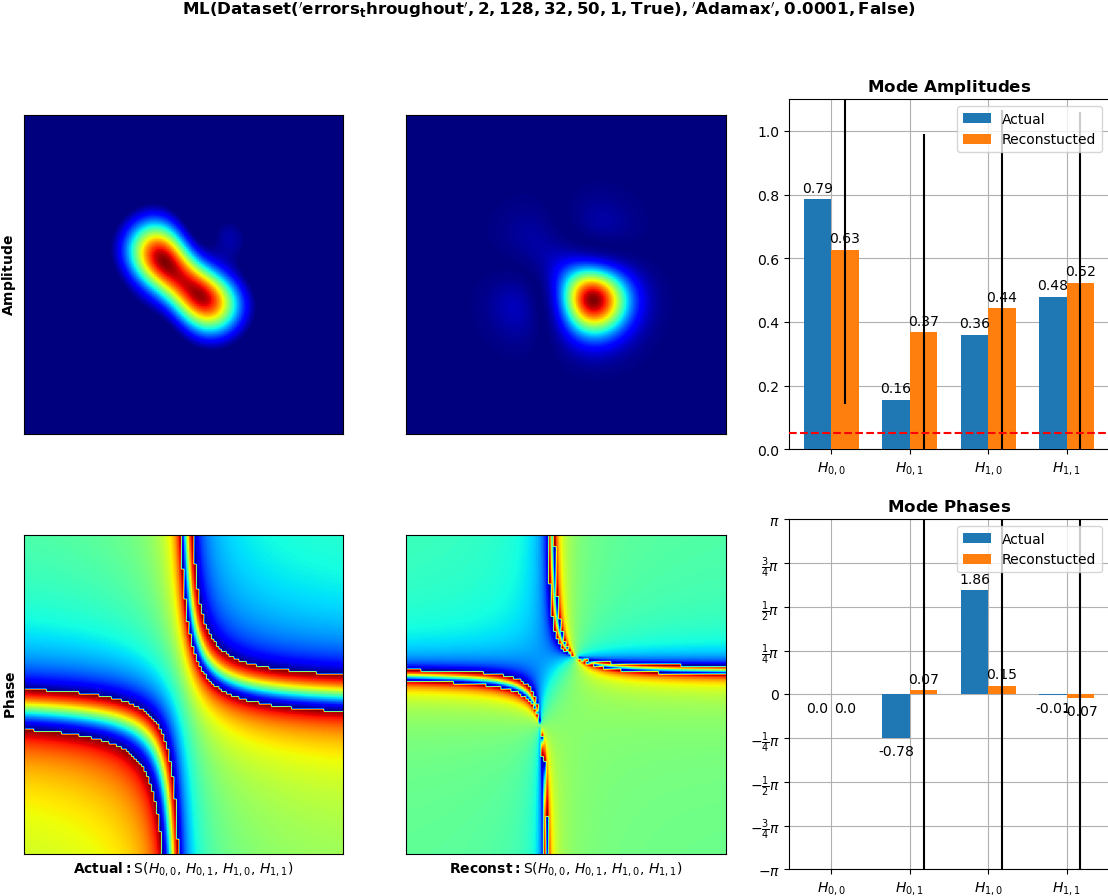 ML(Dataset('errors_throughout', 2, 128, 32, 50, 1, True), 'Adamax', 0.0001, False)
Mode Amplitudes
Amplitude
Actual
Reconstucted
1.0
0.8
0.6
0.4
0.2
0.0
0.79
0.63
0.16
0.37
0.36
0.44
0.48
0.52
H0,0
H0,1
H1,0
H1,1
Mode Phases
Phase
Actual
Reconstucted
π
3/4π
1/2π
1/4π
0
−1/4π
−1/2π
−3/4π
−π
0.0
0.0
-0.78
0.07
1.86
0.15
-0.01
-0.07
H0,0
H0,1
H1,0
H1,1
Actual: S(H0,0, H0,1, H1,0, H1,1)
Reconst: S(H0,0, H0,1, H1,0, H1,1)